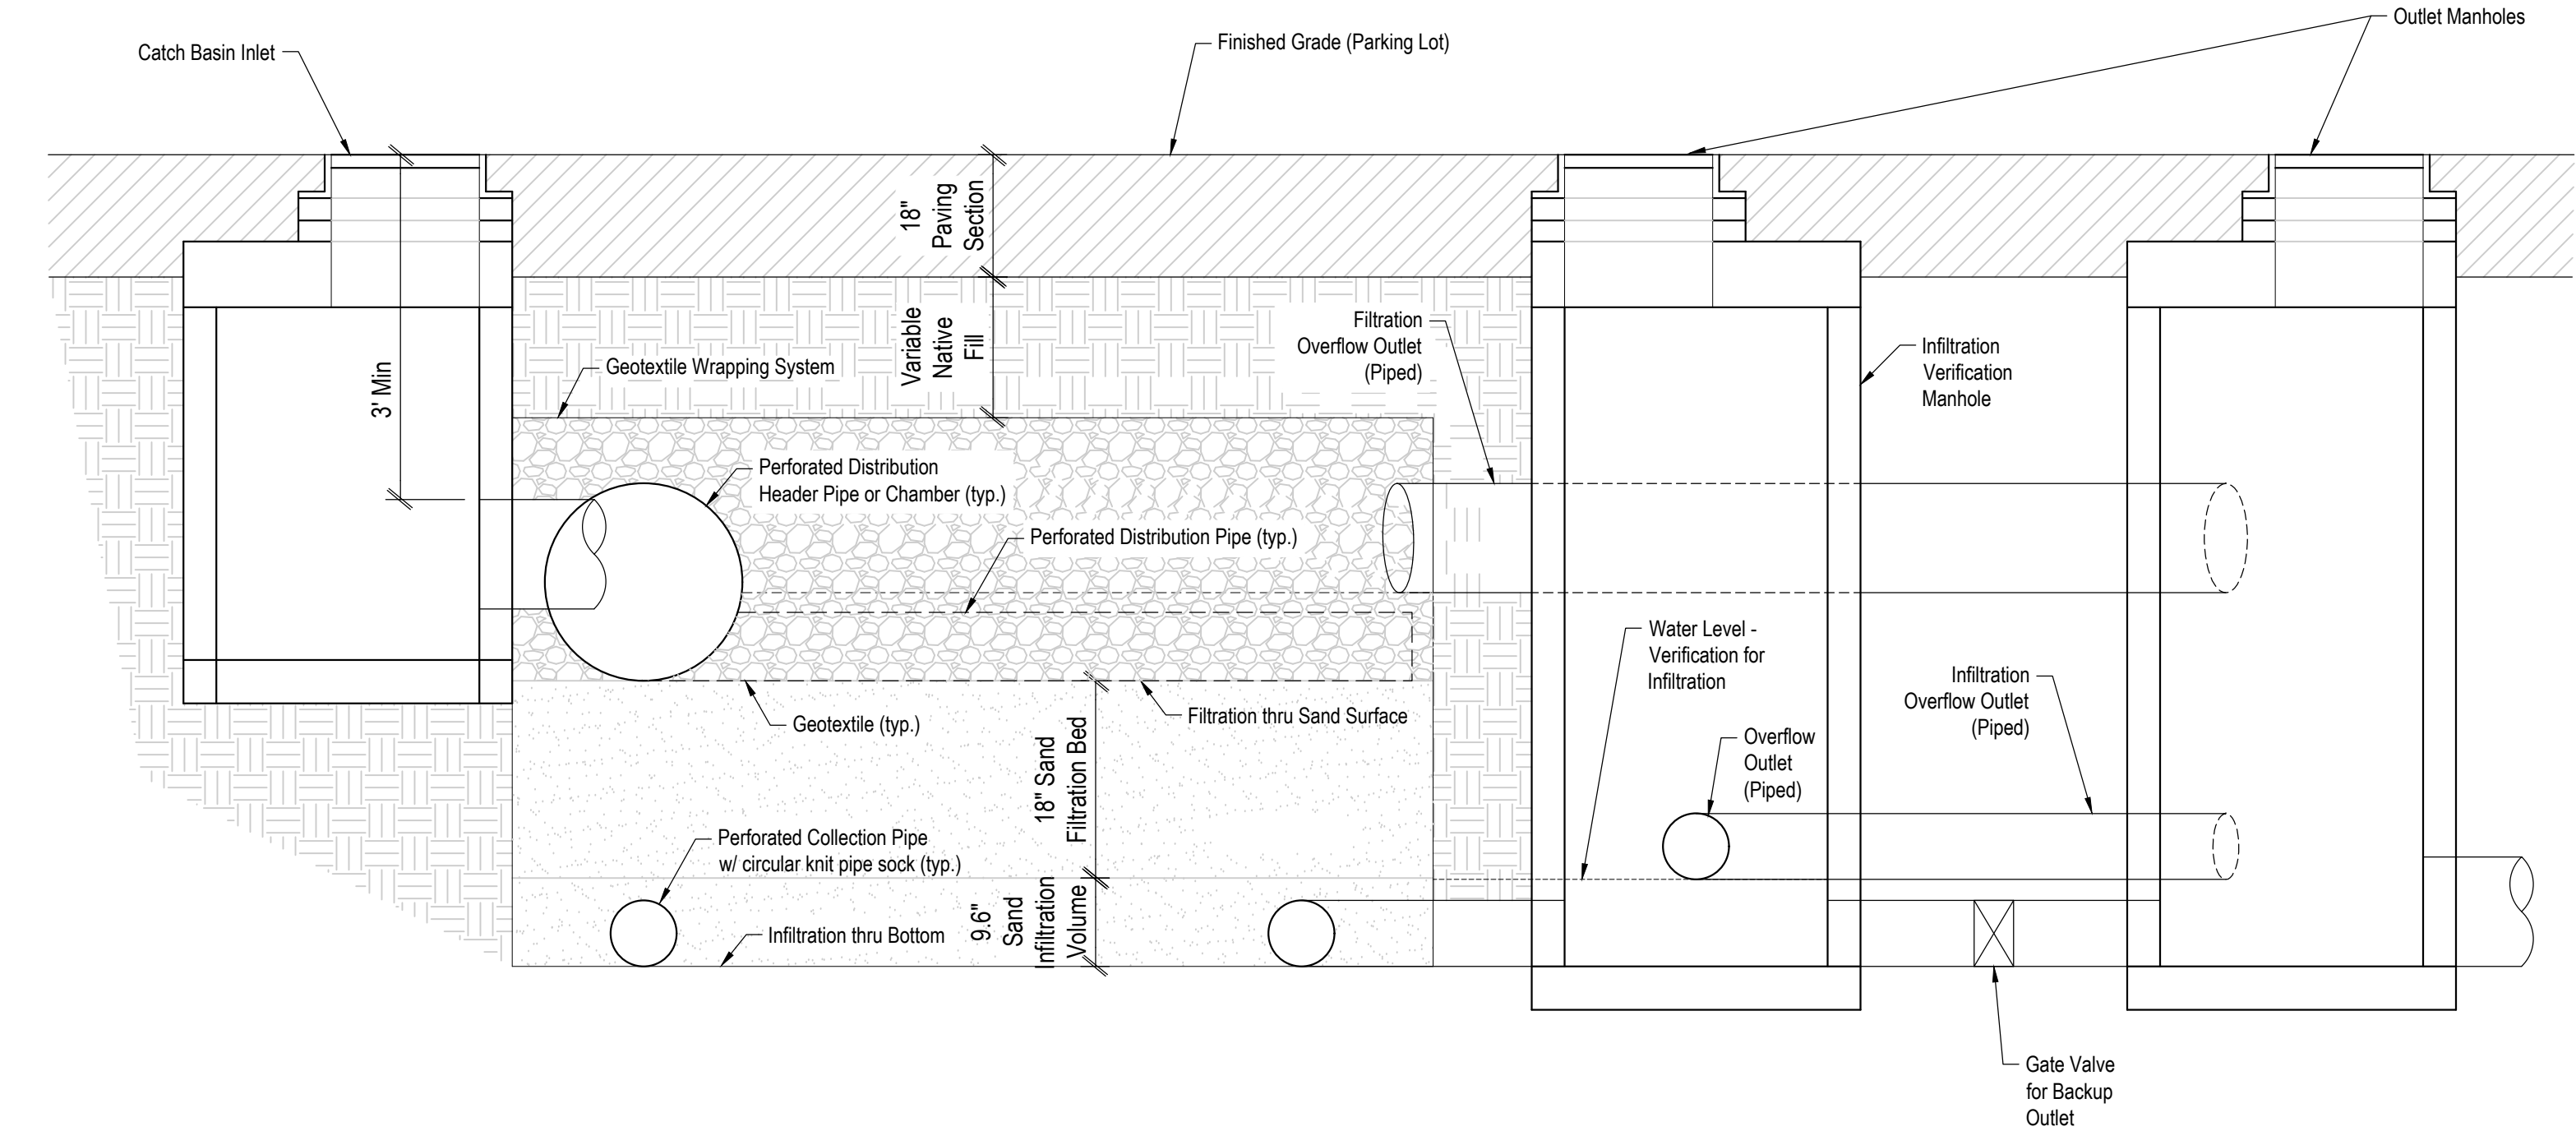 Outlet Manholes
Finished Grade (Parking Lot)
Catch Basin Inlet
18"
Paving
Section
Variable
Native
Fill
Filtration
Overflow Outlet
(Piped)
Infiltration
Verification
Manhole
Geotextile Wrapping System
3' Min
Perforated Distribution
Header Pipe or Chamber (typ.)
Perforated Distribution Pipe (typ.)
Water Level -
Verification for
Infiltration
Infiltration
Overflow Outlet
(Piped)
Geotextile (typ.)
Filtration thru Sand Surface
18" Sand
Filtration Bed
Overflow
Outlet
(Piped)
Perforated Collection Pipe
w/ circular knit pipe sock (typ.)
9.6"
Sand
Infiltration
Volume
Infiltration thru Bottom
Gate Valve
for Backup
Outlet